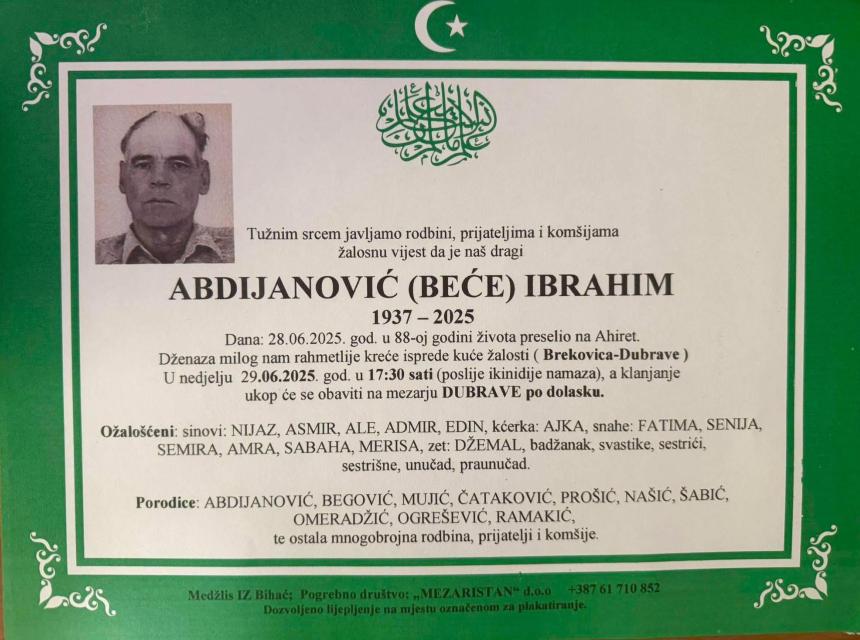 Tužnim srcem javljamo rodbini, prijateljima i komšijama
žalosnu vijest da je naš dragi
ABDIJANOVIĆ (BEĆE) IBRAHIM
1937 – 2025
Dana: 28.06.2025. god. u 88-oj godini života preselio na Ahiret.
Dženaza milog nam rahmetlije kreće isprede kuće žalosti ( Brekovica-Dubrave )
U nedjelju 29.06.2025. god. u 17:30 sati (poslije ikinidije namaza), a klanjanje
ukop će se obaviti na mezarju DUBRAVE po dolasku.
Ožalošćeni: sinovi: NIJAZ, ASMIR, ALE, ADMIR, EDIN, kćerka: AJKA, snahe: FATIMA, SENIJA,
SEMIRA, AMRA, SABAHA, MERISA, zet: DŽEMAL, badžanak, svastike, sestrići,
sestrišne, unučad, praunučad.
Porodice: ABDIJANOVIĆ, BEGOVIĆ, MUJIĆ, ČATAKOVIĆ, PROŠIĆ, NAŠIĆ, ŠABIĆ,
OMERADŽIĆ, OGREŠEVIĆ, RAMAKIĆ,
te ostala mnogobrojna rodbina, prijatelji i komšije.
Medžlis IZ Bihać; Pogrebno društvo: „MEZARISTAN“ d.o.o +387 61 710 852
Dozvoljeno lijepljenje na mjestu označenom za plakatiranje.